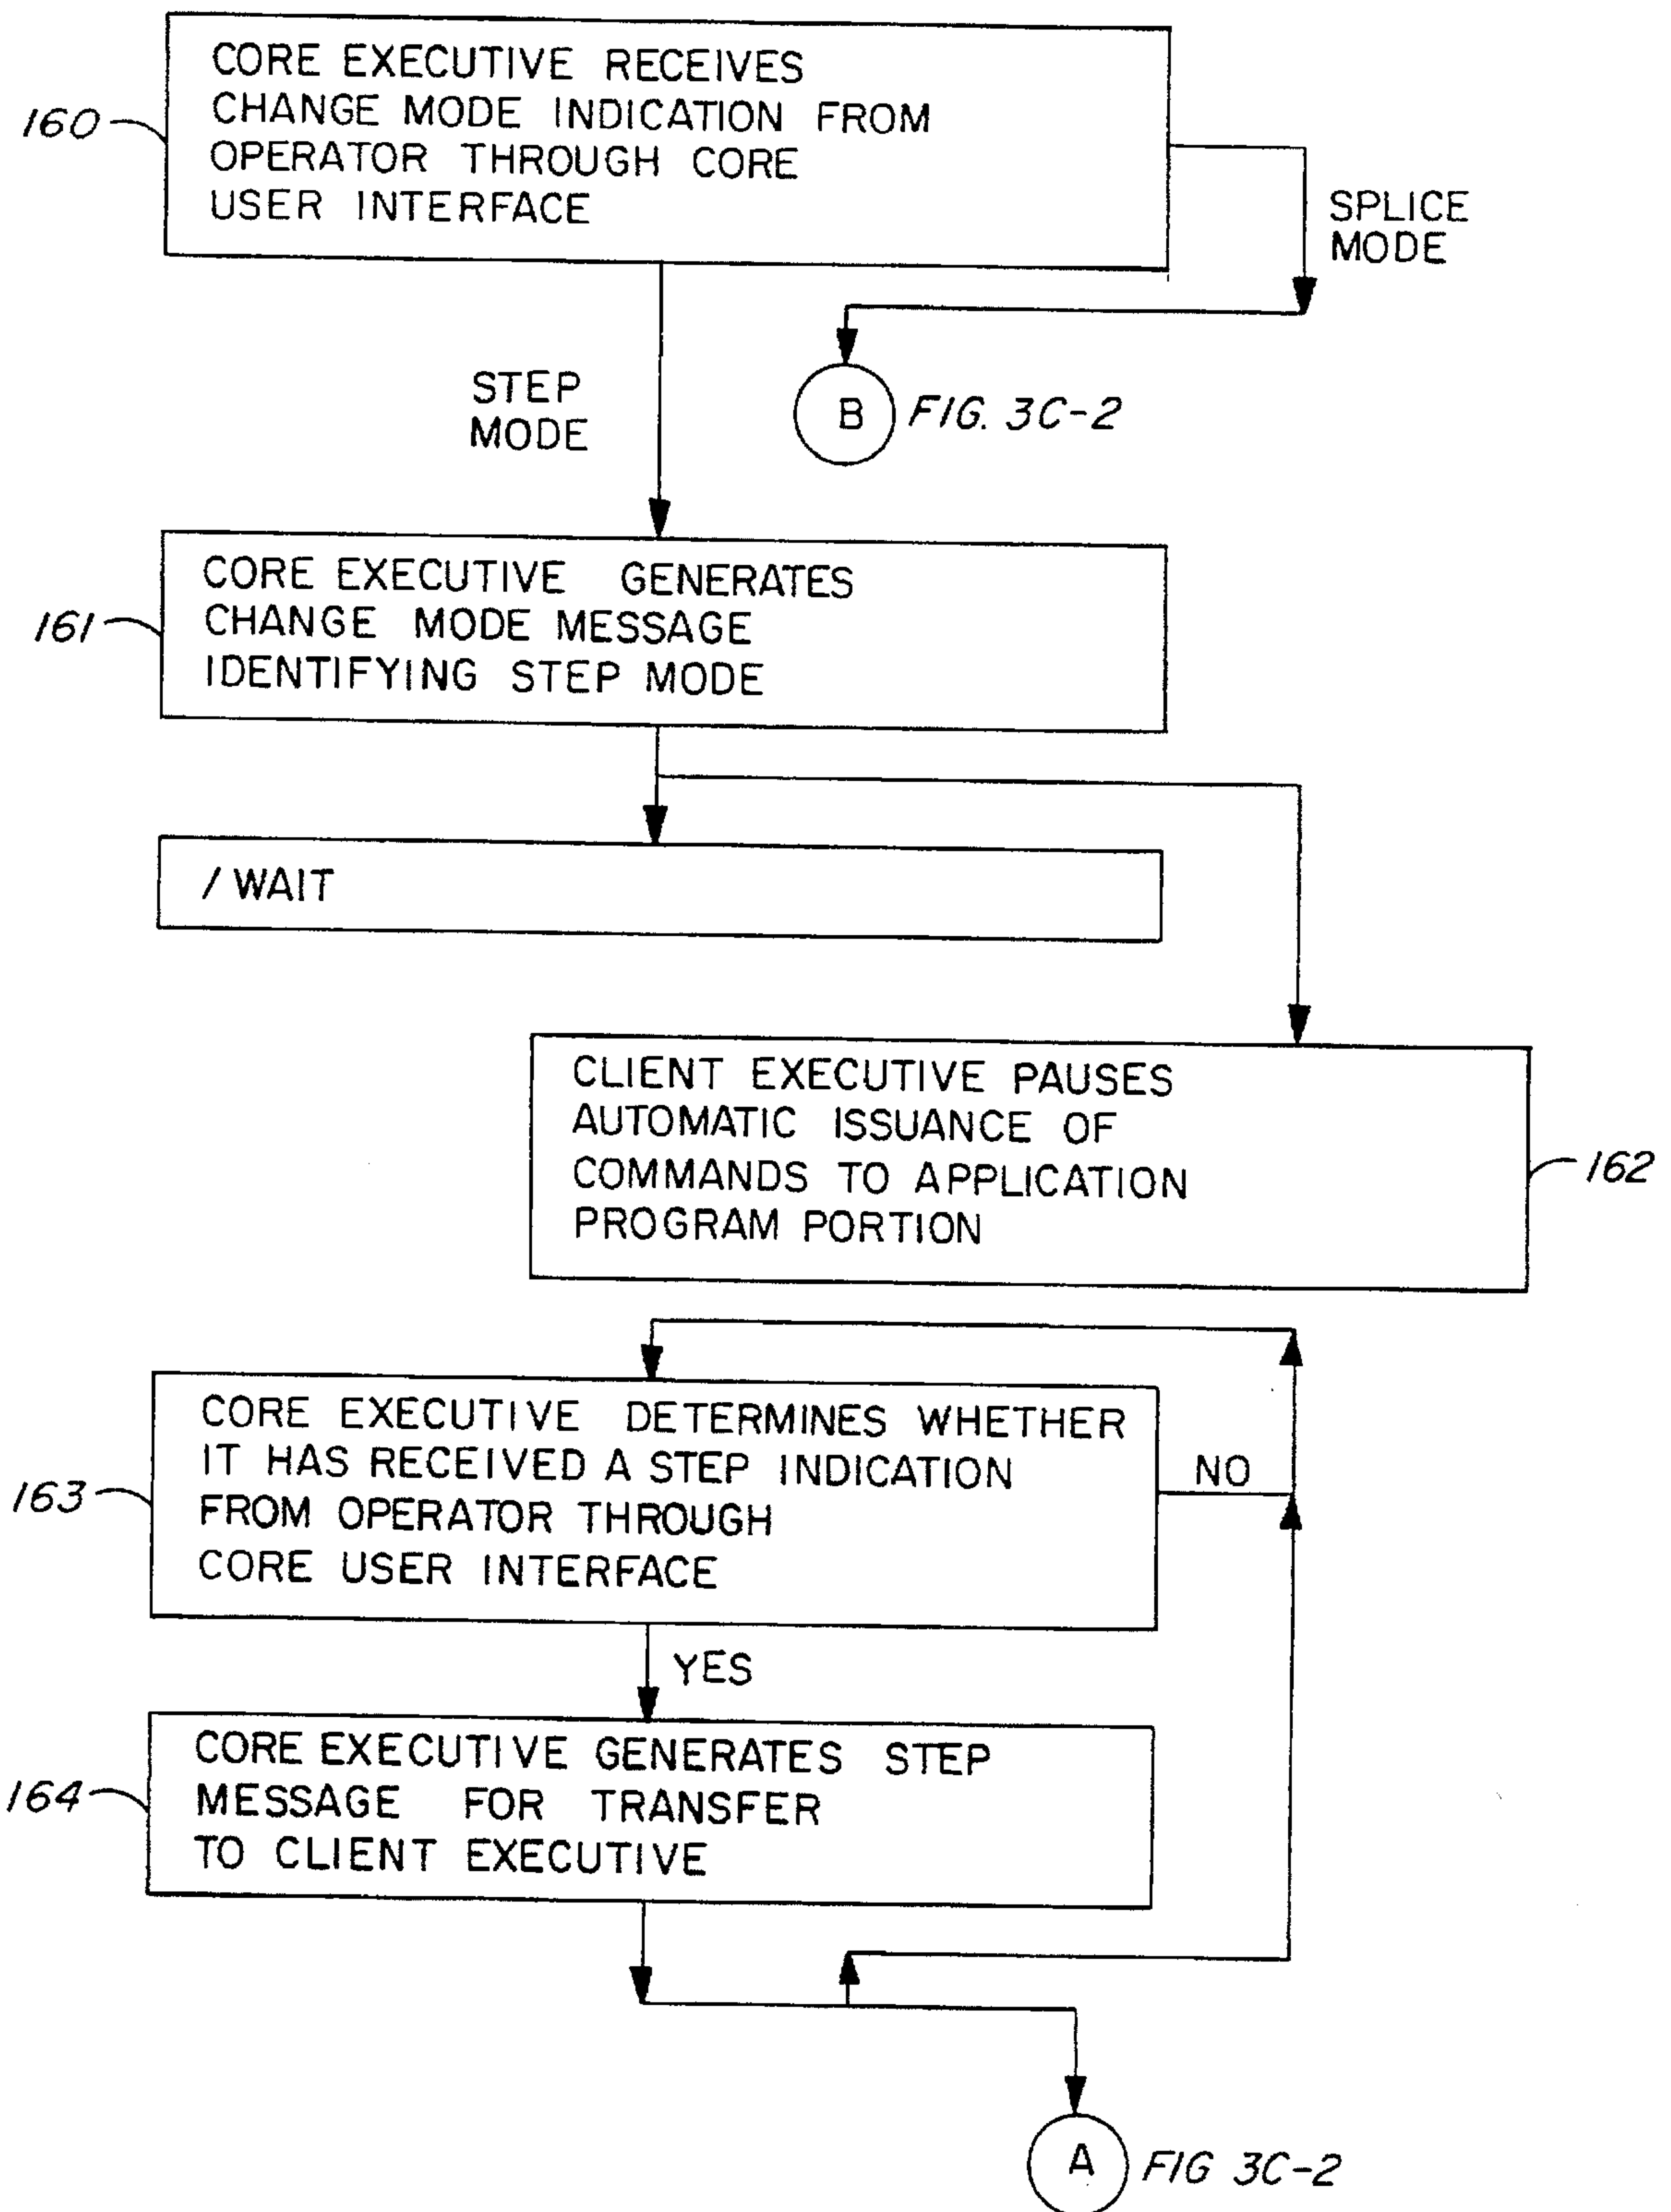 CORE EXECUTIVE RECEIVES
CHANGE MODE INDICATION FROM
OPERATOR THROUGH CORE
USER INTERFACE
160
SPLICE
MODE
STEP
MODE
B
FIG. 3C-2
CORE EXECUTIVE GENERATES
CHANGE MODE MESSAGE
IDENTIFYING STEP MODE
161
/ WAIT
CLIENT EXECUTIVE PAUSES
AUTOMATIC ISSUANCE OF
COMMANDS TO APPLICATION
PROGRAM PORTION
162
CORE EXECUTIVE DETERMINES WHETHER
IT HAS RECEIVED A STEP INDICATION
FROM OPERATOR THROUGH
CORE USER INTERFACE
163
NO
YES
CORE EXECUTIVE GENERATES STEP
MESSAGE FOR TRANSFER
TO CLIENT EXECUTIVE
164
A
FIG 3C-2